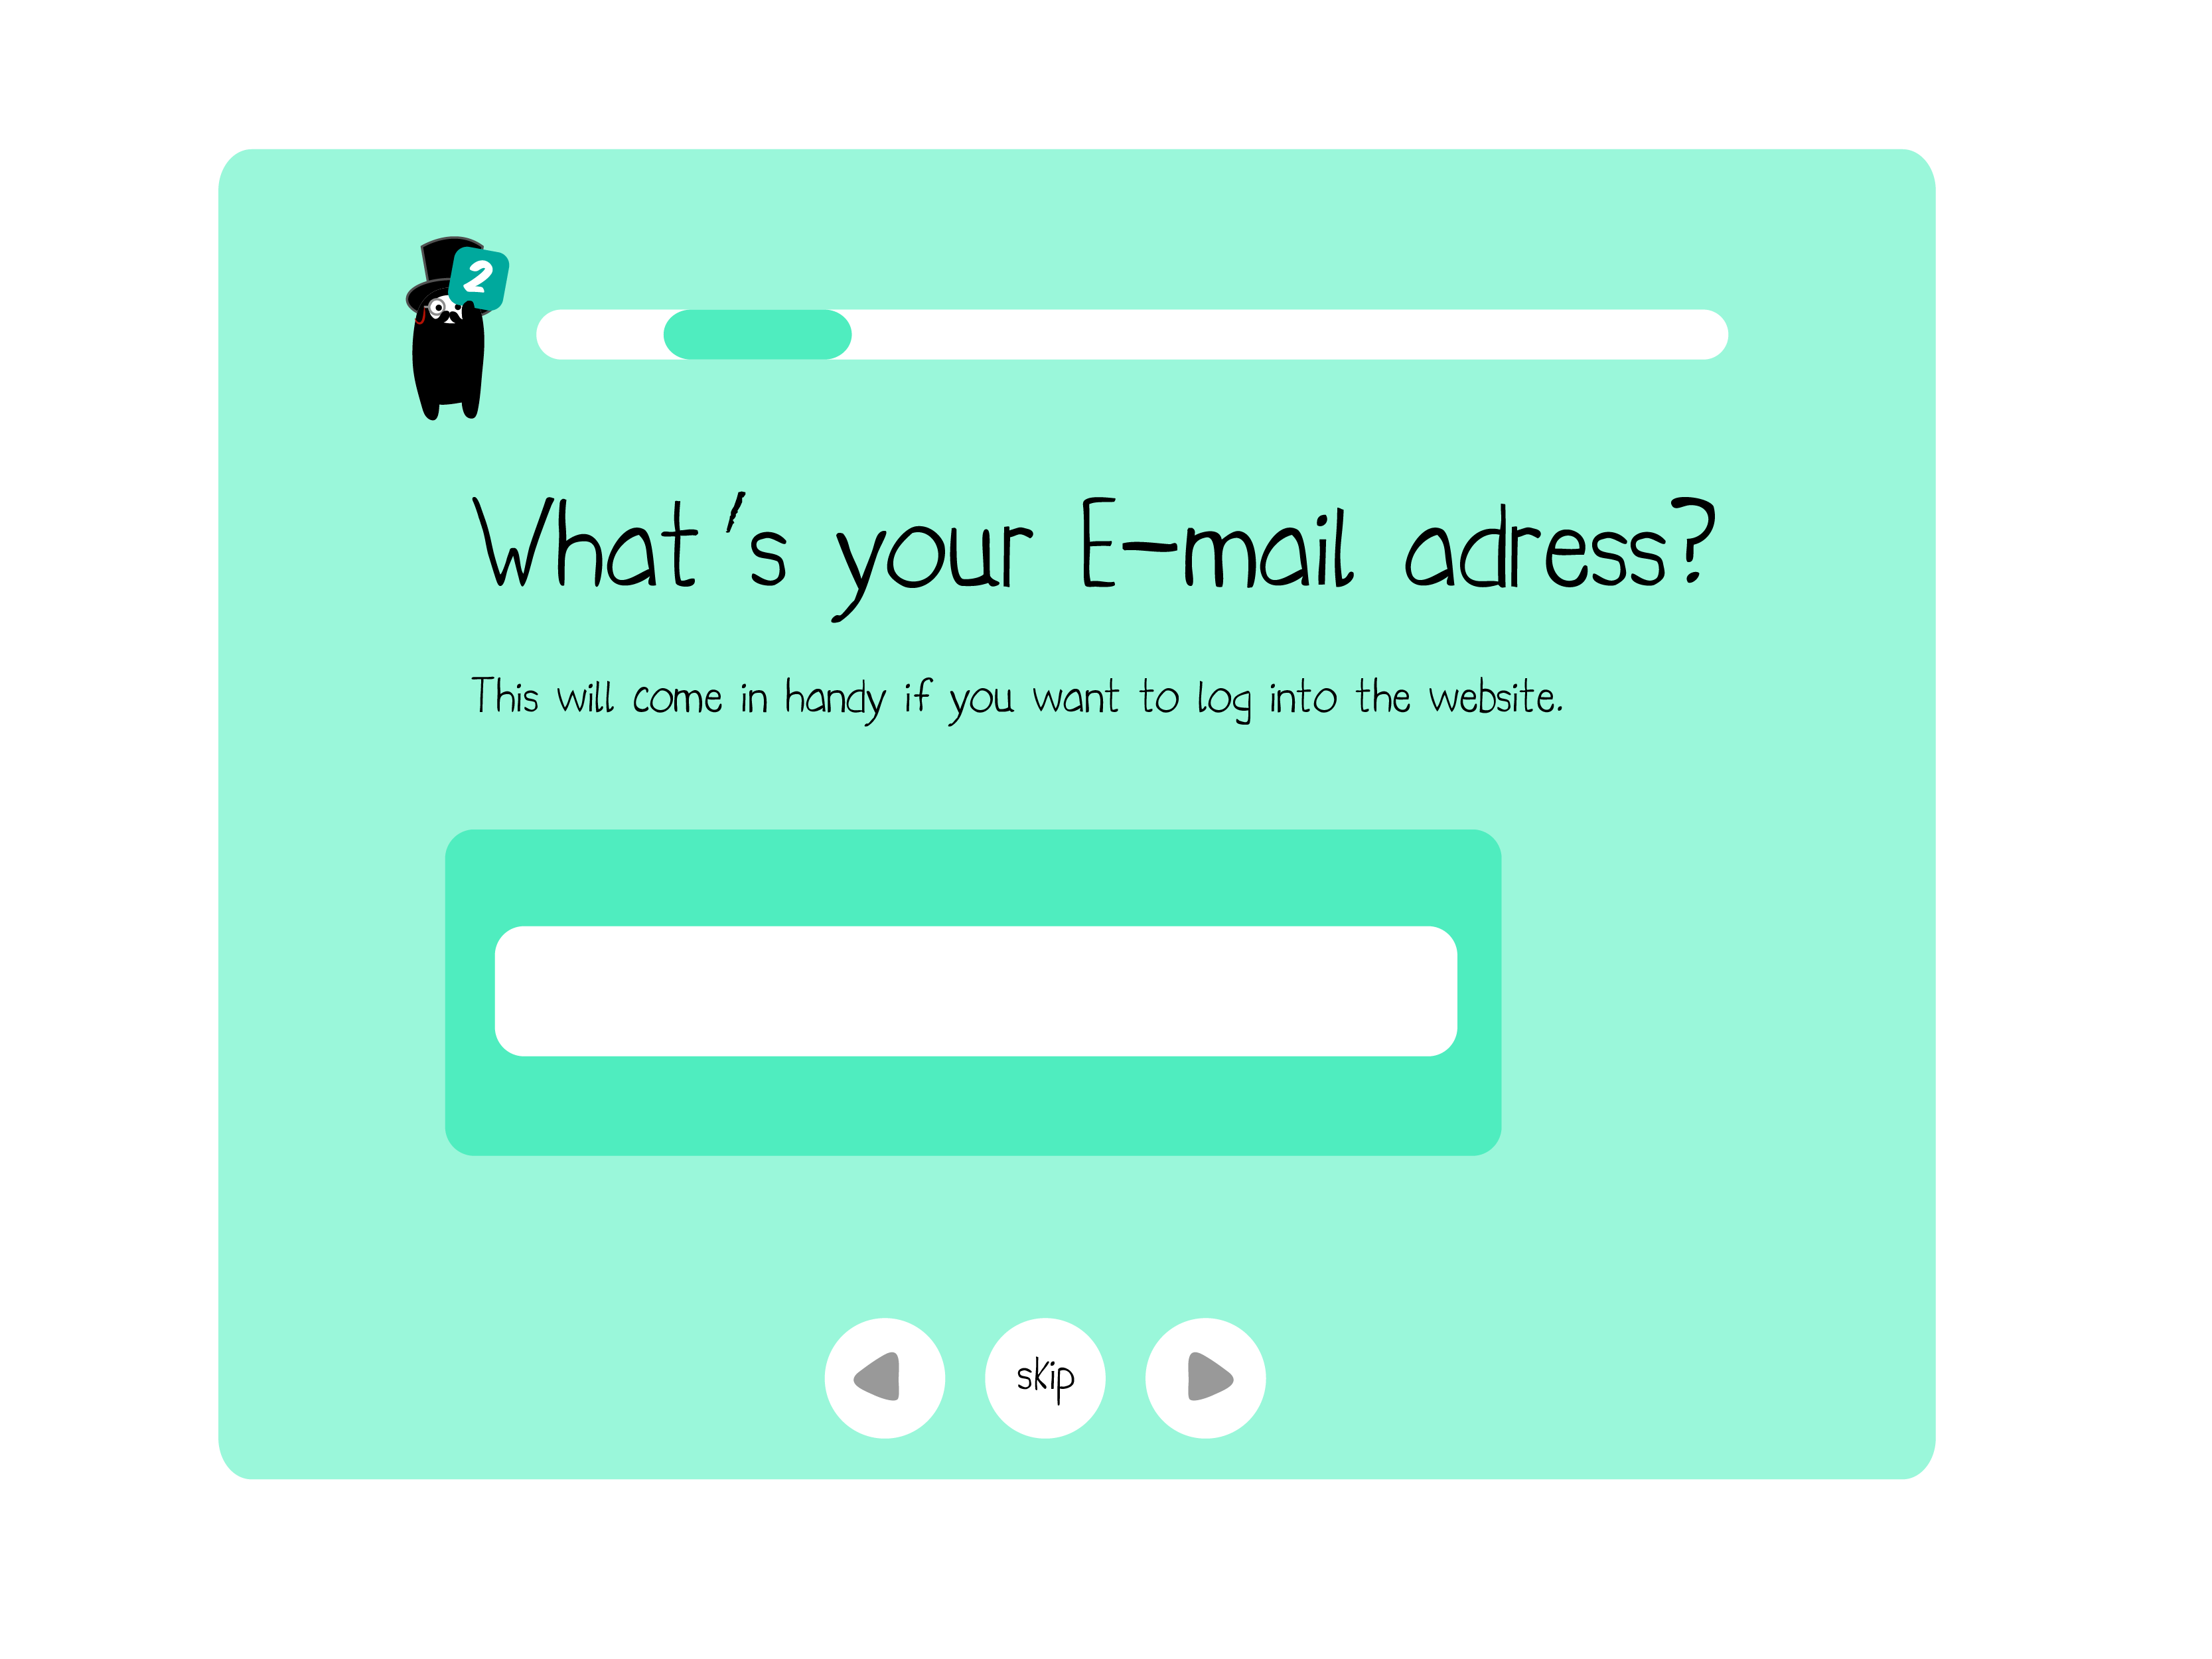 2
What's your E-mail adress?
This will come in handy if you want to log into the website.
skip